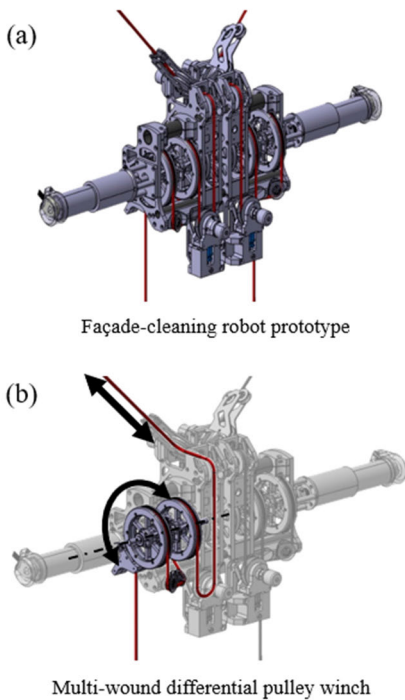 (a)
Façade-cleaning robot prototype
(b)
Multi-wound differential pulley winch